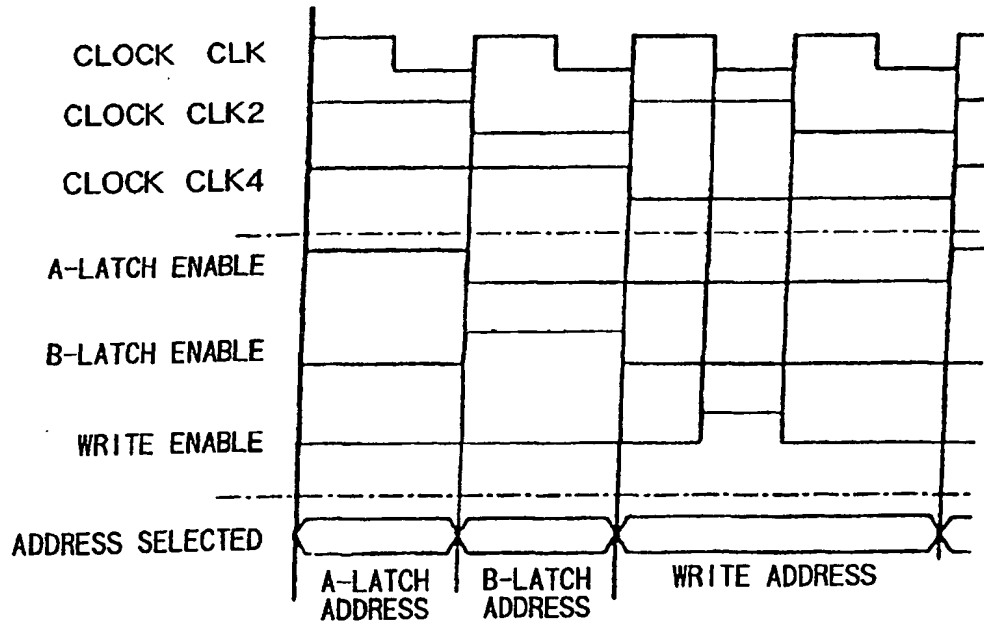 CLOCK CLK
CLOCK CLK2
CLOCK CLK4
A-LATCH ENABLE
B-LATCH ENABLE
WRITE ENABLE
ADDRESS SELECTED
A-LATCH
ADDRESS
B-LATCH
ADDRESS
WRITE ADDRESS